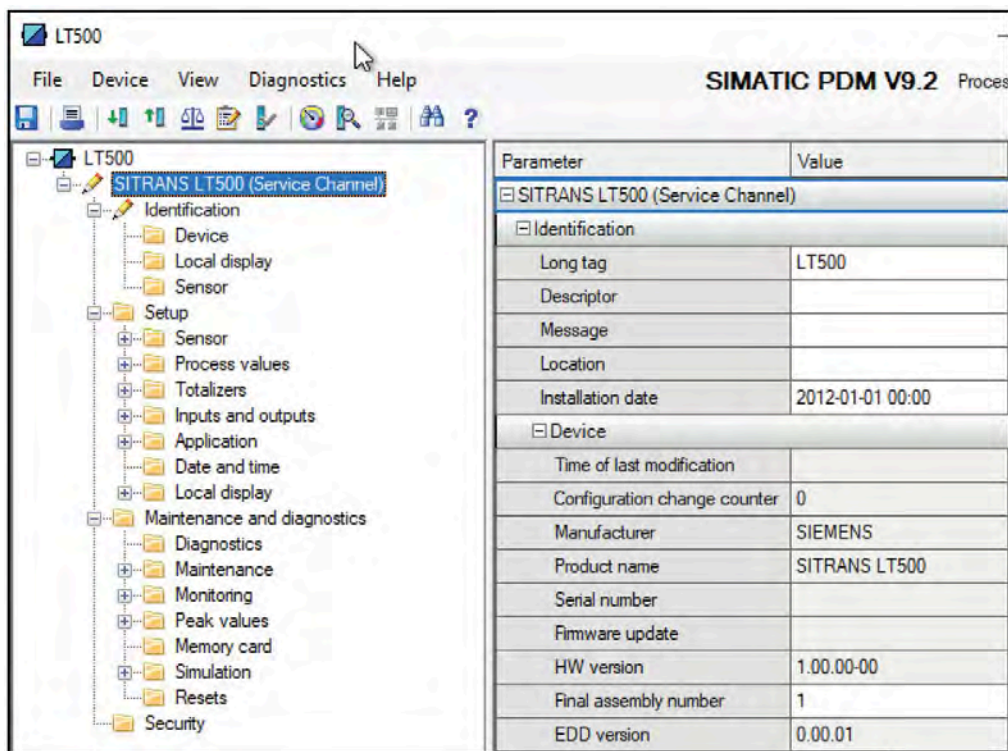 LT500
File Device View Diagnostics Help
SIMATIC PDM V9.2 Proces
?
LT500
SITRANS LT500 (Service Channel)
Identification
Device
Local display
Sensor
Setup
Sensor
Process values
Totalizers
Inputs and outputs
Application
Date and time
Local display
Maintenance and diagnostics
Diagnostics
Maintenance
Monitoring
Peak values
Memory card
Simulation
Resets
Security
Parameter Value
SITRANS LT500 (Service Channel)
Identification
Long tag LT500
Descriptor
Message
Location
Installation date 2012-01-01 00:00
Device
Time of last modification
Configuration change counter 0
Manufacturer SIEMENS
Product name SITRANS LT500
Serial number
Firmware update
HW version 1.00.00-00
Final assembly number 1
EDD version 0.00.01